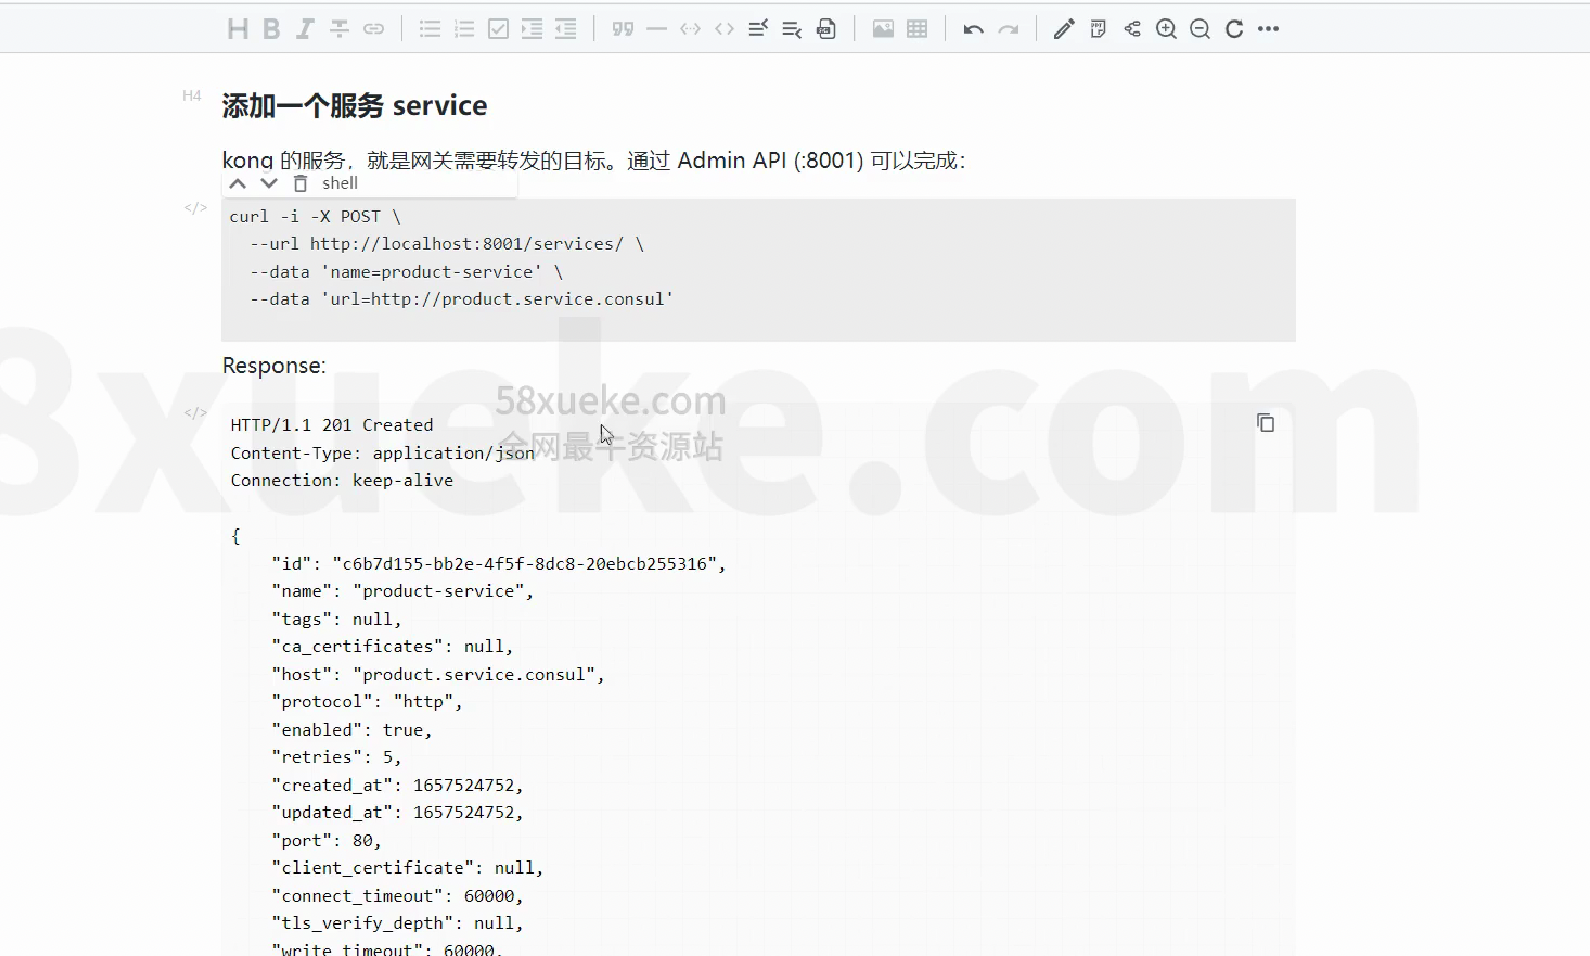 H4
添加一个服务 service
kong 的服务，就是网关需要转发的目标。通过 Admin API (:8001) 可以完成：
shell
curl -i -X POST \
--url http://localhost:8001/services/ \
--data 'name=product-service' \
--data 'url=http://product.service.consul'
Response:
58xueke.com
全网最牛资源站
8xueke.com
HTTP/1.1 201 Created
Content-Type: application/json
Connection: keep-alive
{
"id": "c6b7d155-bb2e-4f5f-8dc8-20ebcb255316",
"name": "product-service",
"tags": null,
"ca_certificates": null,
"host": "product.service.consul",
"protocol": "http",
"enabled": true,
"retries": 5,
"created_at": 1657524752,
"updated_at": 1657524752,
"port": 80,
"client_certificate": null,
"connect_timeout": 60000,
"tls_verify_depth": null,
"write_timeout": 60000,